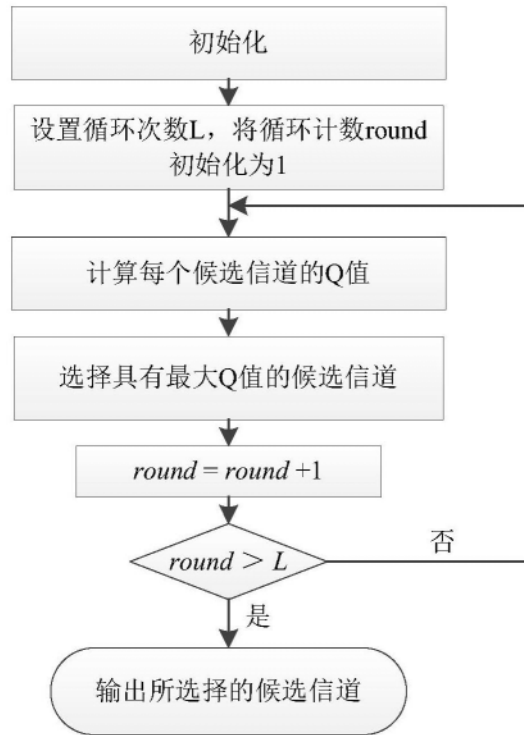 初始化
设置循环次数L，将循环计数round
初始化为1
计算每个候选信道的Q值
选择具有最大Q值的候选信道
round = round +1
round > L
否
是
输出所选择的候选信道